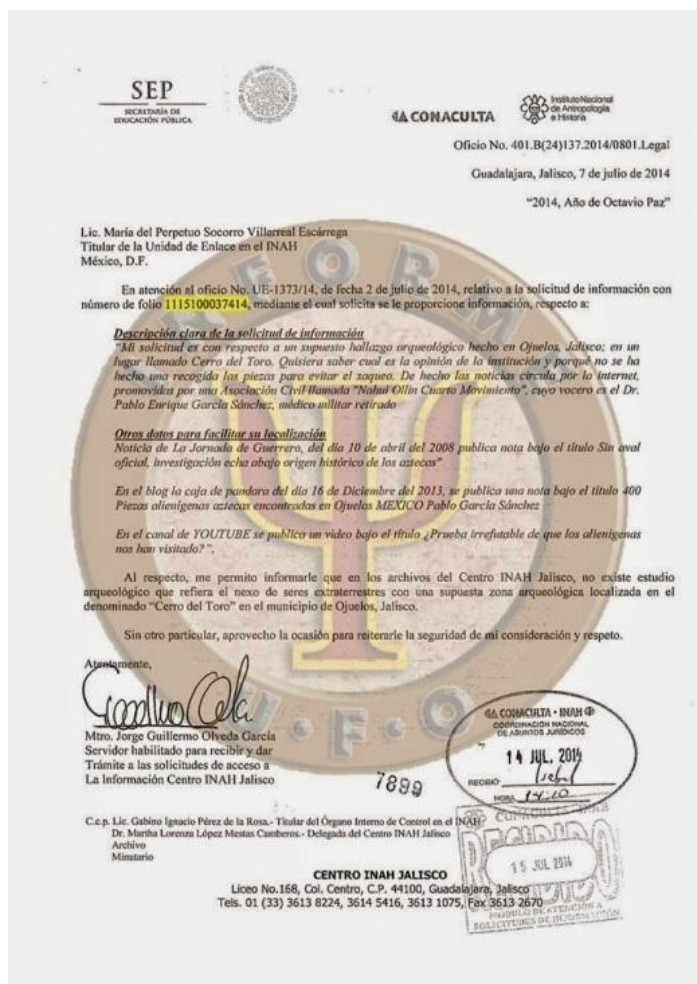 SEP
SECRETARÍA DE
EDUCACIÓN PÚBLICA
CONACULTA
Instituto Nacional
de Antropología
e Historia
Oficio No. 401.B(24)137.2014/0801.Legal
Guadalajara, Jalisco, 7 de julio de 2014
"2014, Año de Octavio Paz"
Lic. María del Perpetuo Socorro Villarreal Escárrega
Titular de la Unidad de Enlace en el INAH
México, D.F.
En atención al oficio No. UE-1373/14, de fecha 2 de julio de 2014, relativo a la solicitud de información con
número de folio 1115100037414, mediante el cual solicita se le proporcione información, respecto a:
Descripción clara de la solicitud de información
"Mi solicitud es con respecto a un supuesto hallazgo arqueológico hecho en Ojuelos, Jalisco; en un
lugar llamado Cerro del Toro. Quisiera saber cual es la opinión de la institución y porqué no se ha
hecho una recogida las piezas para evitar el saqueo. De hecho las noticias circula por la internet,
promovidas por una Asociación Civil llamada "Nahui Ollin Cuarto Movimiento", cuyo vocero es el Dr.
Pablo Enrique García Sánchez, médico militar retirado
Otros datos para facilitar su localización
Noticia de La Jornada de Guerrero, del día 10 de abril del 2008 publica nota bajo el título Sin aval
oficial, investigación echa abajo origen histórico de los aztecas"
En el blog la caja de pandora del día 16 de Diciembre del 2013, se publica una nota bajo el título 400
Piezas alienígenas aztecas encontradas en Ojuelos MEXICO Pablo García Sánchez
En el canal de YOUTUBE se publica un video bajo el título ¿Prueba irrefutable de que los alienígenas
nos han visitado?".
Al respecto, me permito informarle que en los archivos del Centro INAH Jalisco, no existe estudio
arqueológico que refiera el nexo de seres extraterrestres con una supuesta zona arqueológica localizada en el
denominado "Cerro del Toro" en el municipio de Ojuelos, Jalisco.
Sin otro particular, aprovecho la ocasión para reiterarle la seguridad de mi consideración y respeto.
Atentamente,
Mtro. Jorge Guillermo Olveda García
Servidor habilitado para recibir y dar
Trámite a las solicitudes de acceso a
La Información Centro INAH Jalisco
7899
CONACULTA • INAH
COORDINACIÓN NACIONAL
DE ASUNTOS JURÍDICOS
14 JUL. 2014
RECIBIÓ
HORA 14:20
C.c.p. Lic. Gabino Ignacio Pérez de la Rosa.- Titular del Órgano Interno de Control en el INAH
Dr. Martha Lorenza López Mestas Camberos.- Delegada del Centro INAH Jalisco
Archivo
Minutario
RECIBIDO
15 JUL 2014
MÓDULO DE ATENCIÓN A
SOLICITUDES DE INFORMACIÓN
CENTRO INAH JALISCO
Liceo No.168, Col. Centro, C.P. 44100, Guadalajara, Jalisco
Tels. 01 (33) 3613 8224, 3614 5416, 3613 1075, Fax 3613 2670
FORM
U•F•O